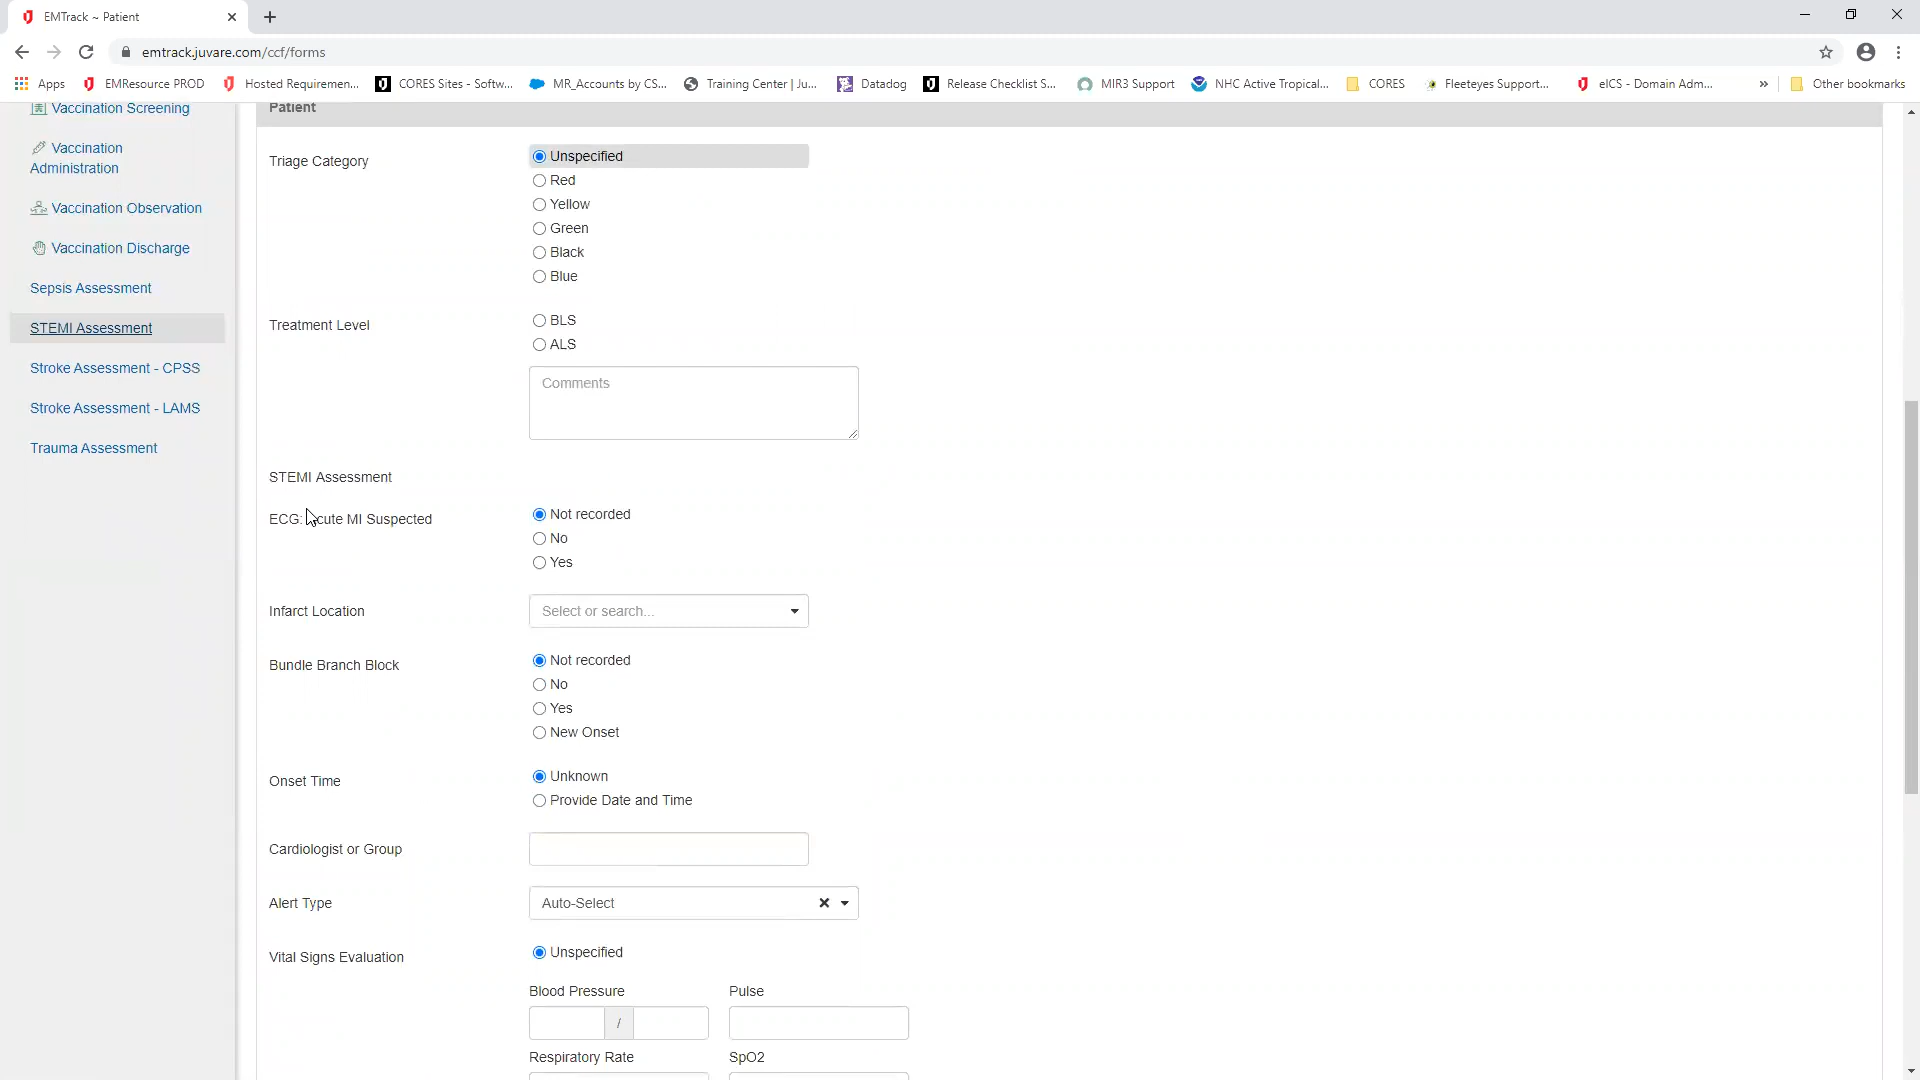 EMTrack ~ Patient
emtrack.juvare.com/ccf/forms
Apps EMResource PROD Hosted Requiremen... CORES Sites - Softw... MR_Accounts by CS... Training Center | Ju... Datadog Release Checklist S... MIR3 Support NHC Active Tropical... CORES Fleeteyes Support... eICS - Domain Adm... » Other bookmarks
Vaccination Screening
Vaccination
Administration
Vaccination Observation
Vaccination Discharge
Sepsis Assessment
STEMI Assessment
Stroke Assessment - CPSS
Stroke Assessment - LAMS
Trauma Assessment
Patient
Triage Category
Unspecified
Red
Yellow
Green
Black
Blue
Treatment Level
BLS
ALS
Comments
STEMI Assessment
ECG: Acute MI Suspected
Not recorded
No
Yes
Infarct Location
Select or search...
Bundle Branch Block
Not recorded
No
Yes
New Onset
Onset Time
Unknown
Provide Date and Time
Cardiologist or Group
Alert Type
Auto-Select
Vital Signs Evaluation
Unspecified
Blood Pressure Pulse
/
Respiratory Rate SpO2